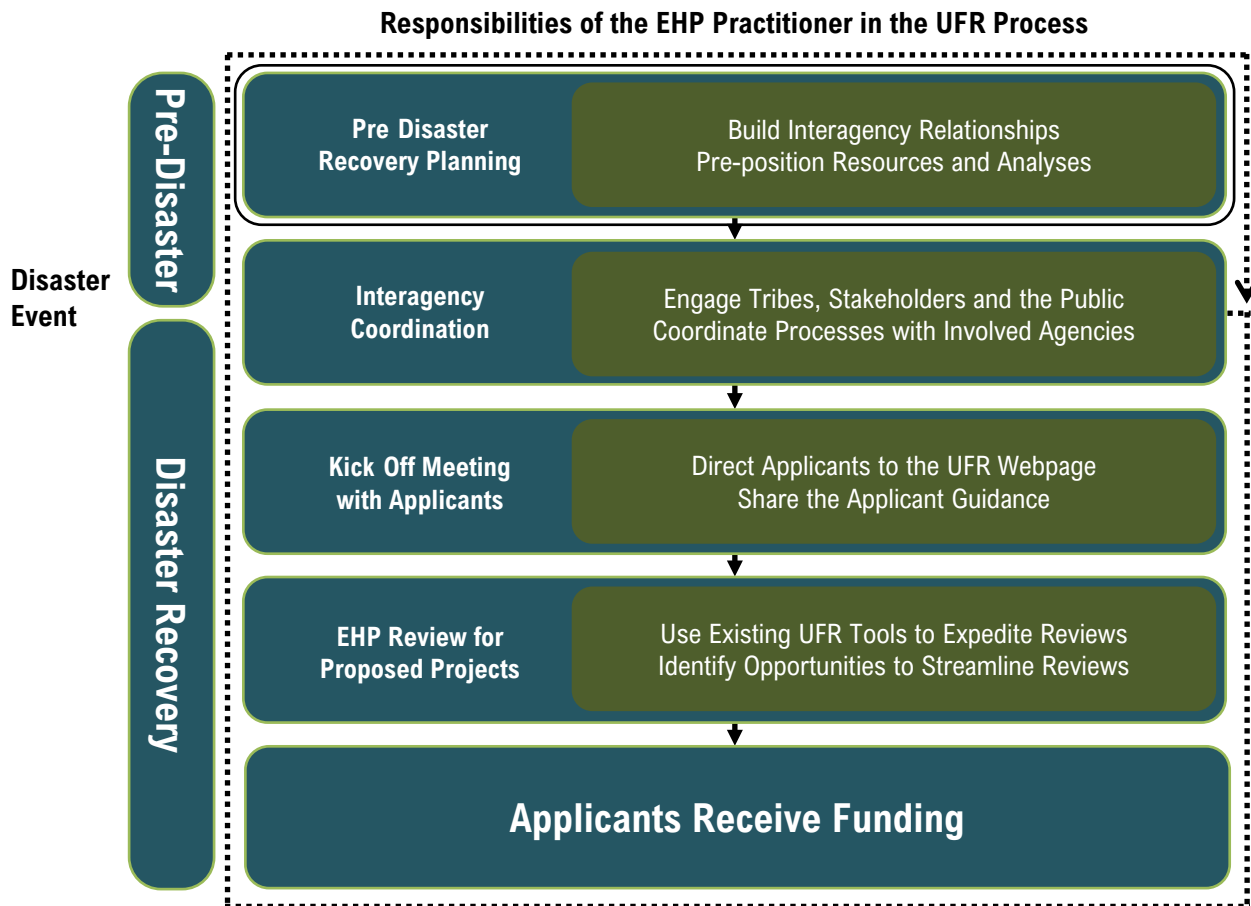 Responsibilities of the EHP Practitioner in the UFR Process
Pre-Disaster
Pre Disaster
Recovery Planning
Build Interagency Relationships
Pre-position Resources and Analyses
Disaster
Event
Interagency
Coordination
Engage Tribes, Stakeholders and the Public
Coordinate Processes with Involved Agencies
Disaster Recovery
Kick Off Meeting
with Applicants
Direct Applicants to the UFR Webpage
Share the Applicant Guidance
EHP Review for
Proposed Projects
Use Existing UFR Tools to Expedite Reviews
Identify Opportunities to Streamline Reviews
Applicants Receive Funding